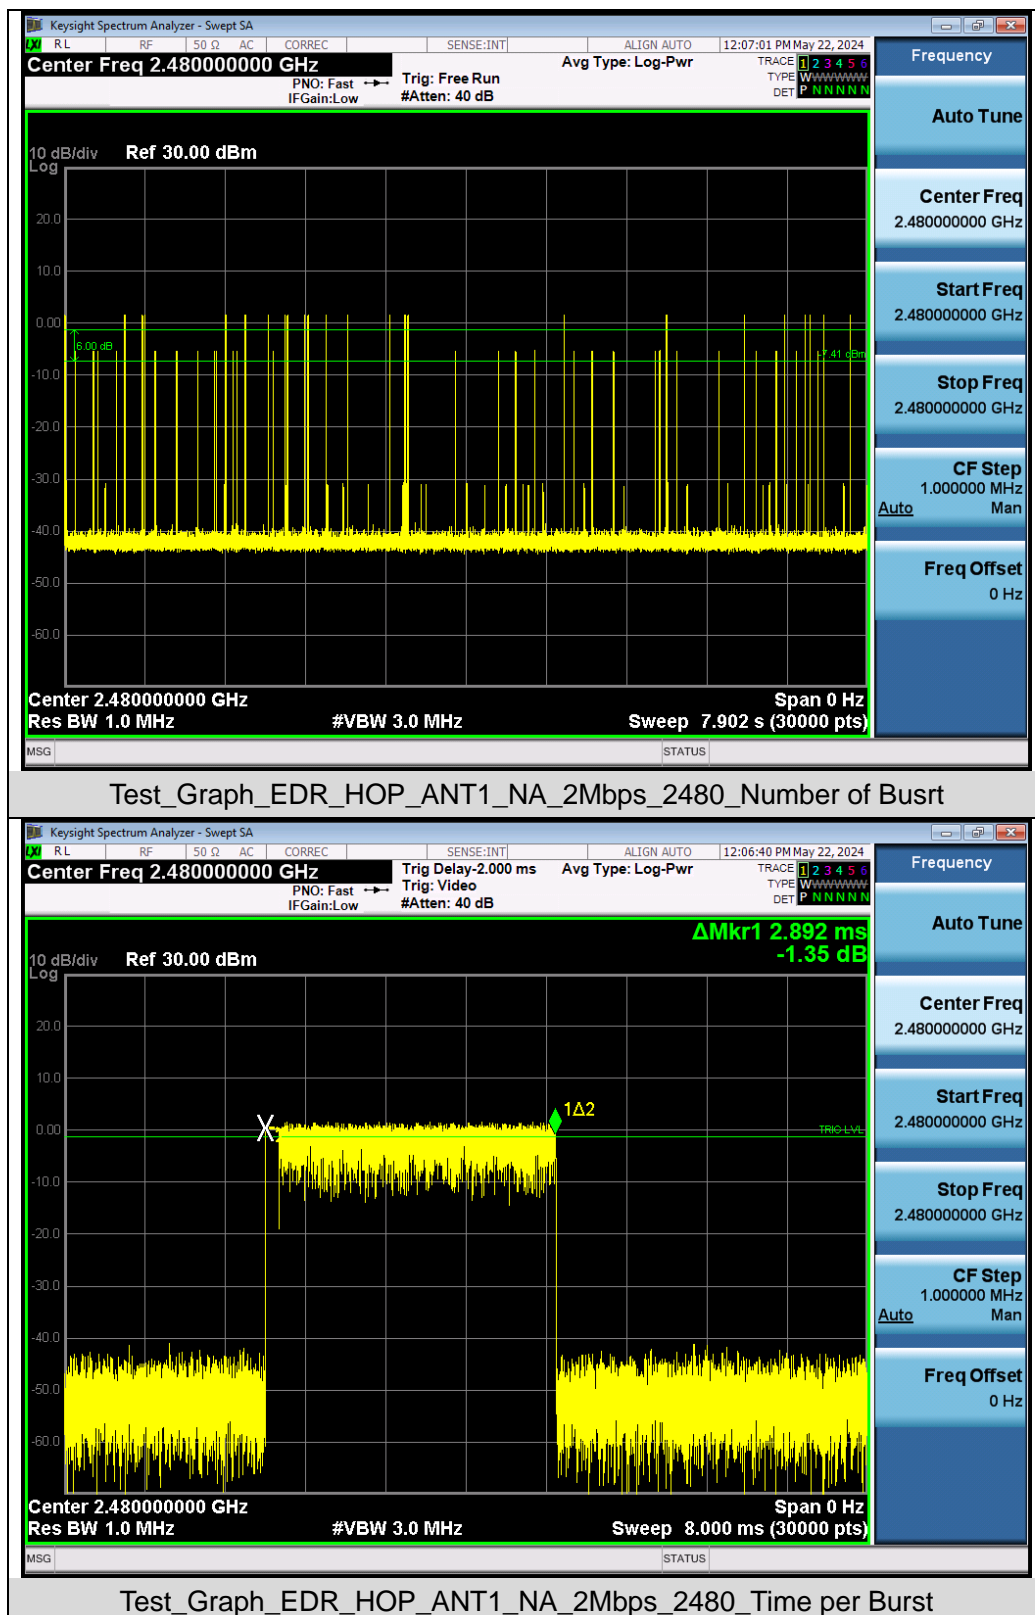 Keysight Spectrum Analyzer - Swept SA
LXI RL RF 50 Ω AC CORREC SENSE:INT ALIGN AUTO 12:07:01 PM May 22, 2024
Center Freq 2.480000000 GHz
PNO: Fast
IFGain:Low
Trig: Free Run
#Atten: 40 dB
Avg Type: Log-Pwr
TRACE 1 2 3 4 5 6
TYPE WWWWWW
DET P N N N N N
Frequency
Auto Tune
10 dB/div Ref 30.00 dBm
Log
20.0
10.0
0.00
-10.0
-20.0
-30.0
-40.0
-50.0
-60.0
6.00 dB
-7.41 dBm
Center Freq
2.480000000 GHz
Start Freq
2.480000000 GHz
Stop Freq
2.480000000 GHz
CF Step
1.000000 MHz
Auto Man
Freq Offset
0 Hz
Center 2.480000000 GHz Span 0 Hz
Res BW 1.0 MHz #VBW 3.0 MHz Sweep 7.902 s (30000 pts)
MSG STATUS
Test_Graph_EDR_HOP_ANT1_NA_2Mbps_2480_Number of Busrt
Keysight Spectrum Analyzer - Swept SA
LXI RL RF 50 Ω AC CORREC SENSE:INT ALIGN AUTO 12:06:40 PM May 22, 2024
Center Freq 2.480000000 GHz
PNO: Fast
IFGain:Low
Trig Delay-2.000 ms
Trig: Video
#Atten: 40 dB
Avg Type: Log-Pwr
TRACE 1 2 3 4 5 6
TYPE WWWWWW
DET P N N N N N
Frequency
Auto Tune
ΔMkr1 2.892 ms
-1.35 dB
10 dB/div Ref 30.00 dBm
Log
20.0
10.0
0.00
-10.0
-20.0
-30.0
-40.0
-50.0
-60.0
X
1Δ2
TRIG LVL
Center Freq
2.480000000 GHz
Start Freq
2.480000000 GHz
Stop Freq
2.480000000 GHz
CF Step
1.000000 MHz
Auto Man
Freq Offset
0 Hz
Center 2.480000000 GHz Span 0 Hz
Res BW 1.0 MHz #VBW 3.0 MHz Sweep 8.000 ms (30000 pts)
MSG STATUS
Test_Graph_EDR_HOP_ANT1_NA_2Mbps_2480_Time per Burst